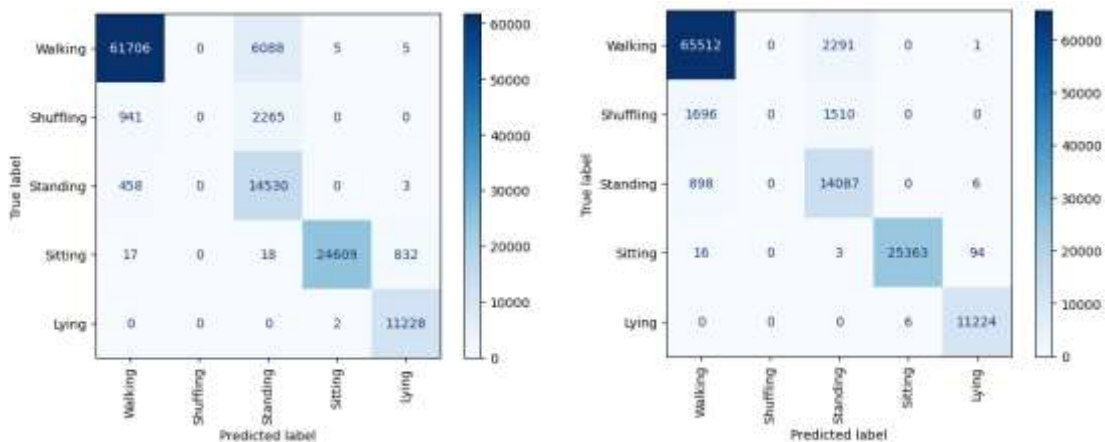 Walking 61706 0 6088 5 5
Shuffling 941 0 2265 0 0
Standing 458 0 14530 0 3
Sitting 17 0 18 24609 832
Lying 0 0 0 2 11228
Walking Shuffling Standing Sitting Lying
Predicted label
True label
60000
50000
40000
30000
20000
10000
0
Walking 65512 0 2291 0 1
Shuffling 1696 0 1510 0 0
Standing 898 0 14087 0 6
Sitting 16 0 3 25363 94
Lying 0 0 0 6 11224
Walking Shuffling Standing Sitting Lying
Predicted label
True label
60000
50000
40000
30000
20000
10000
0